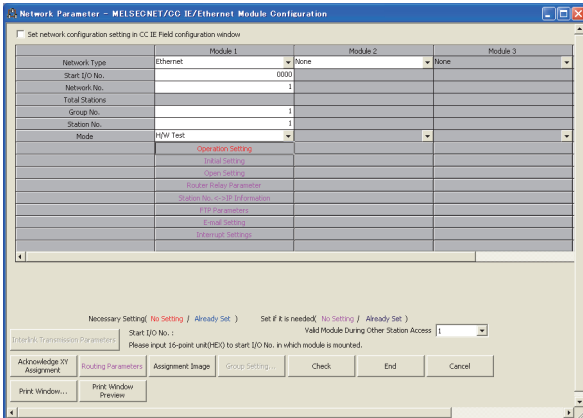 Network Parameter - MELSECNET/CC IE/Ethernet Module Configuration
Set network configuration setting in CC IE Field configuration window
Module 1 Module 2 Module 3
Network Type Ethernet None None
Start I/O No. 0000
Network No. 1
Total Stations
Group No. 1
Station No. 1
Mode H/W Test
Operation Setting
Initial Setting
Open Setting
Router Relay Parameter
Station No.<->IP Information
FTP Parameters
E-mail Setting
Interrupt Settings
Necessary Setting( No Setting / Already Set ) Set if it is needed( No Setting / Already Set )
Interlink Transmission Parameters Start I/O No. : Valid Module During Other Station Access 1
Please input 16-point unit(HEX) to start I/O No. in which module is mounted.
Acknowledge XY Assignment Routing Parameters Assignment Image Group Setting... Check End Cancel
Print Window... Print Window Preview